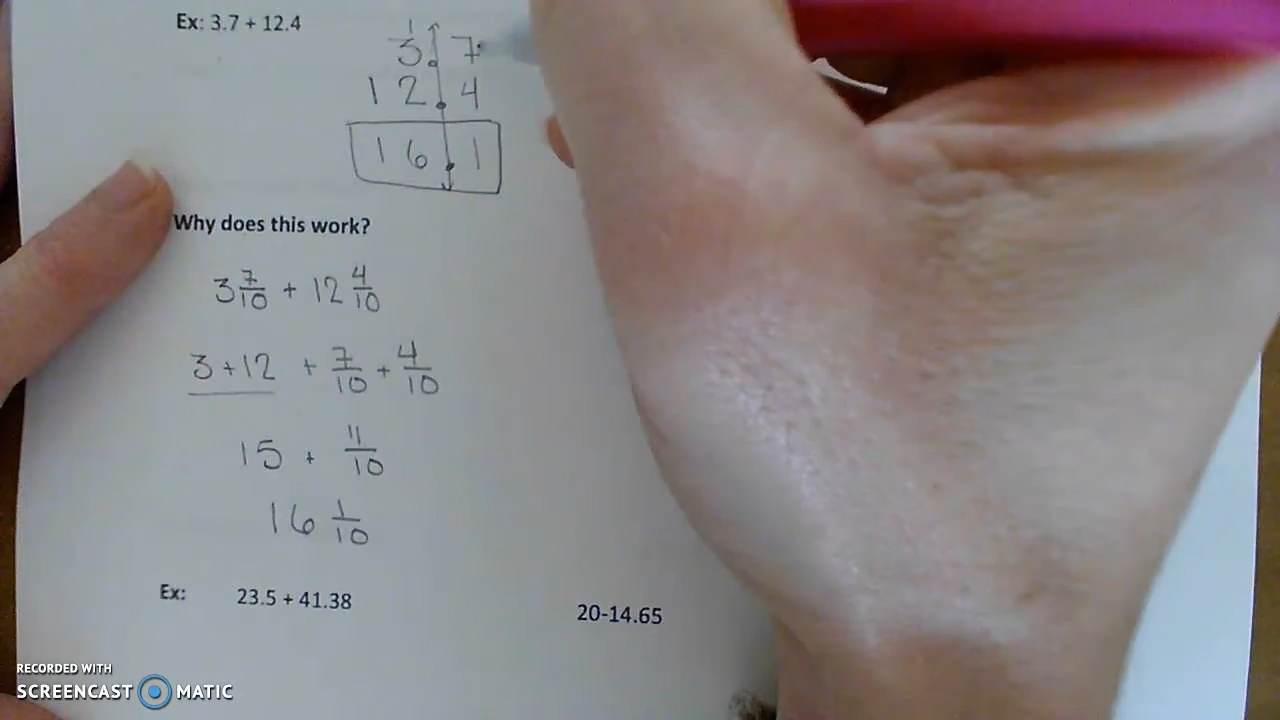 Ex: 3.7 + 12.4
1
3.7
12.4
16.1
Why does this work?
3 7/10 + 12 4/10
3 + 12 + 7/10 + 4/10
15 + 11/10
16 1/10
Ex: 23.5 + 41.38 20-14.65
RECORDED WITH
SCREENCAST MATIC